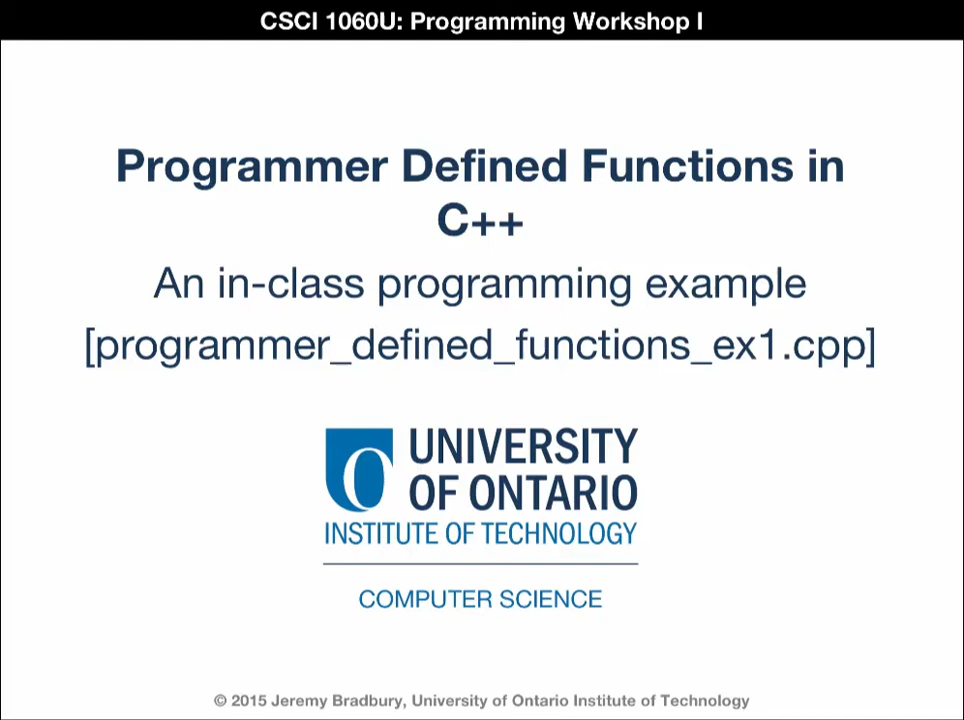 CSCI 1060U: Programming Workshop I
Programmer Defined Functions in
C++
An in-class programming example
[programmer_defined_functions_ex1.cpp]
UNIVERSITY
OF ONTARIO
INSTITUTE OF TECHNOLOGY
COMPUTER SCIENCE
© 2015 Jeremy Bradbury, University of Ontario Institute of Technology